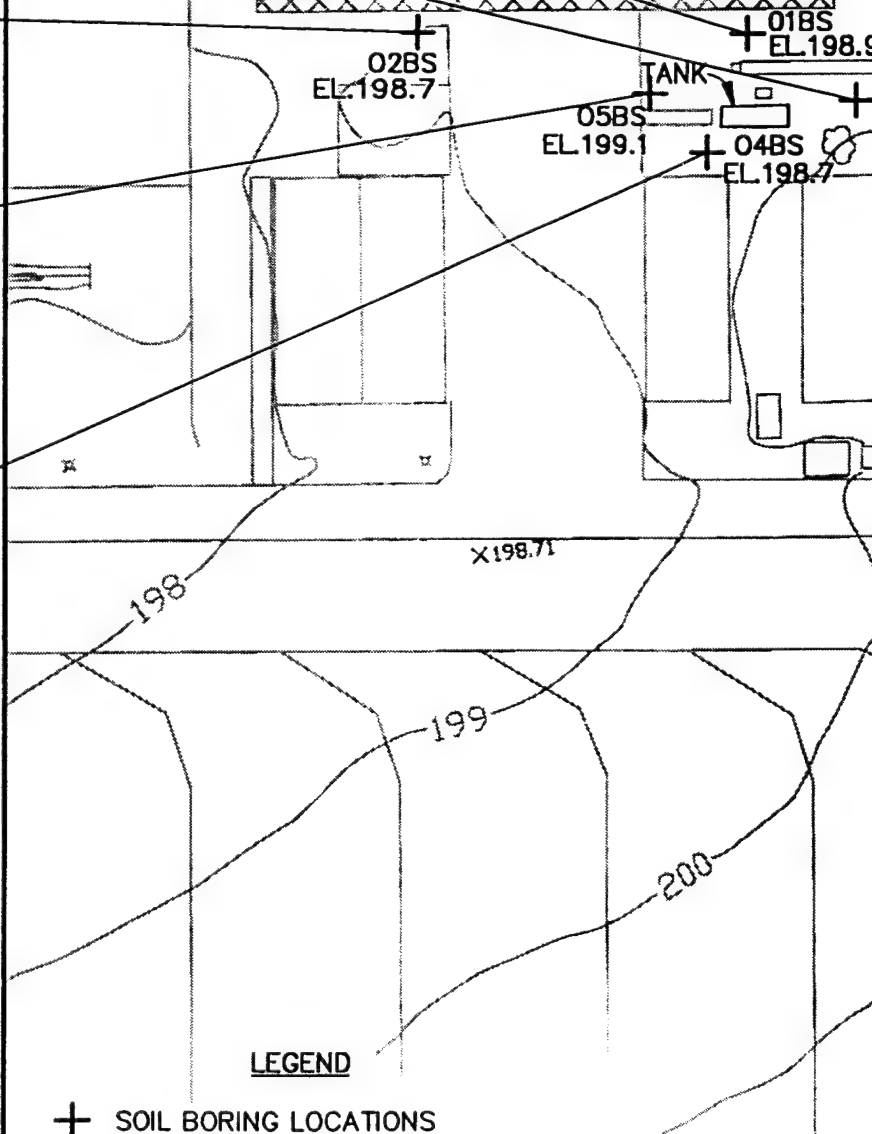 01BS
EL.198.9
02BS
EL.198.7
TANK
05BS
EL.199.1
04BS
EL.198.7
X198.71
198
199
200
LEGEND
+ SOIL BORING LOCATIONS